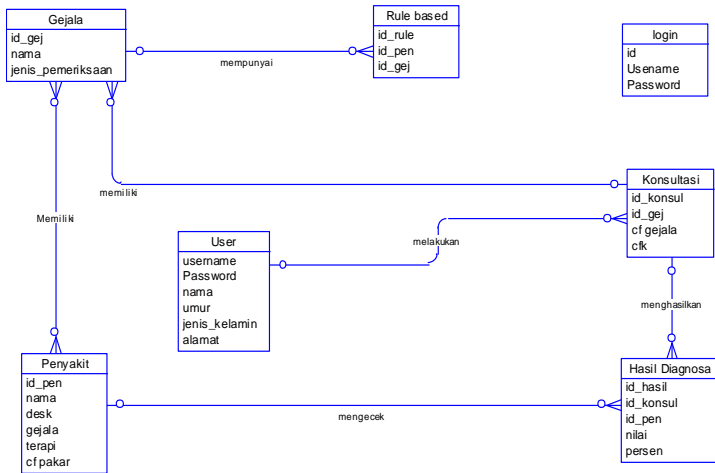 Gejala
id_gej
nama
jenis_pemeriksaan
mempunyai
Rule based
id_rule
id_pen
id_gej
login
id
Usename
Password
memiliki
Memiliki
Konsultasi
id_konsul
id_gej
cf gejala
cfk
melakukan
User
username
Password
nama
umur
jenis_kelamin
alamat
menghasilkan
Penyakit
id_pen
nama
desk
gejala
terapi
cf pakar
mengecek
Hasil Diagnosa
id_hasil
id_konsul
id_pen
nilai
persen